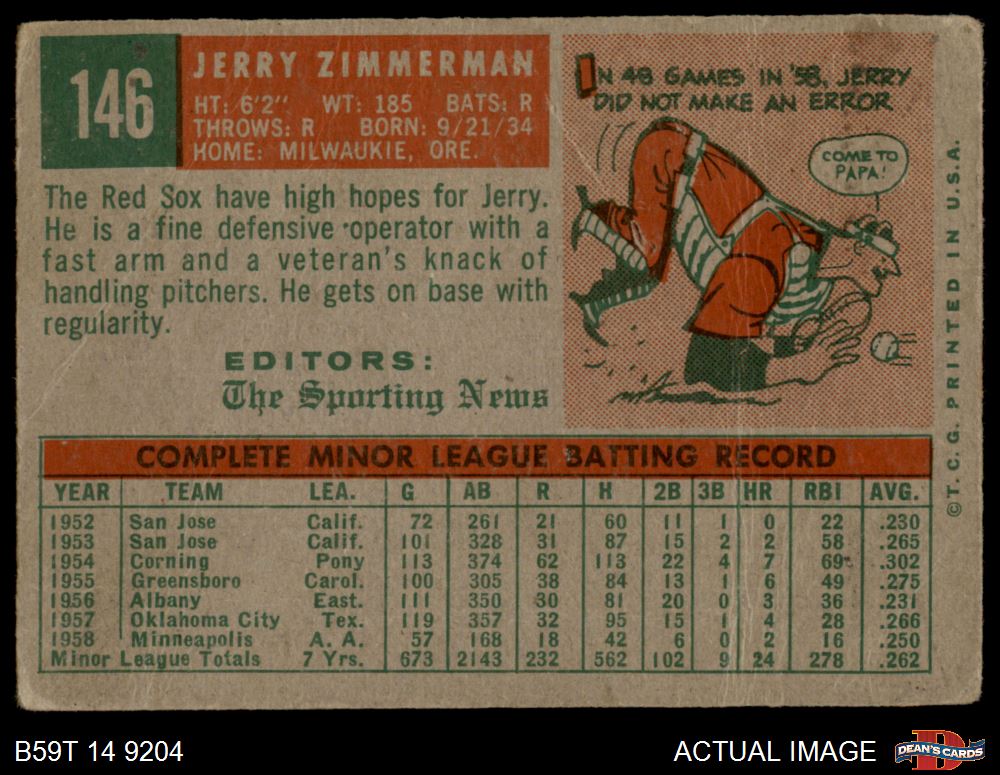 146
JERRY ZIMMERMAN
HT: 6'2" WT: 185 BATS: R
THROWS: R BORN: 9/21/34
HOME: MILWAUKIE, ORE.
The Red Sox have high hopes for Jerry.
He is a fine defensive operator with a
fast arm and a veteran's knack of
handling pitchers. He gets on base with
regularity.
EDITORS:
The Sporting News
IN 48 GAMES IN '58, JERRY
DID NOT MAKE AN ERROR
COME TO
PAPA!
©T.C.G. PRINTED IN U.S.A.
COMPLETE MINOR LEAGUE BATTING RECORD
YEAR TEAM LEA. G AB R H 2B 3B HR RBI AVG.
1952 San Jose Calif. 72 261 21 60 11 1 0 22 .230
1953 San Jose Calif. 101 328 31 87 15 2 2 58 .265
1954 Corning Pony 113 374 62 113 22 4 7 69 .302
1955 Greensboro Carol. 100 305 38 84 13 1 6 49 .275
1956 Albany East. 111 350 30 81 20 0 3 36 .231
1957 Oklahoma City Tex. 119 357 32 95 15 1 4 28 .266
1958 Minneapolis A. A. 57 168 18 42 6 0 2 16 .250
Minor League Totals 7 Yrs. 673 2143 232 562 102 9 24 278 .262
B59T 14 9204
ACTUAL IMAGE
DEAN'S CARDS